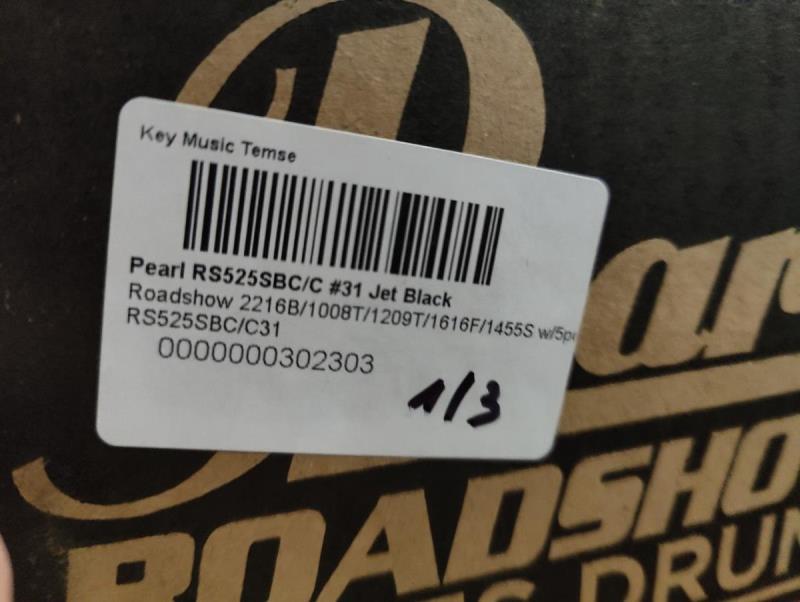 Key Music Temse
Pearl RS525SBC/C #31 Jet Black
Roadshow 2216B/1008T/1209T/1616F/1455S w/5p
RS525SBC/C31
0000000302303
1/3
ROADSHO
DRUM